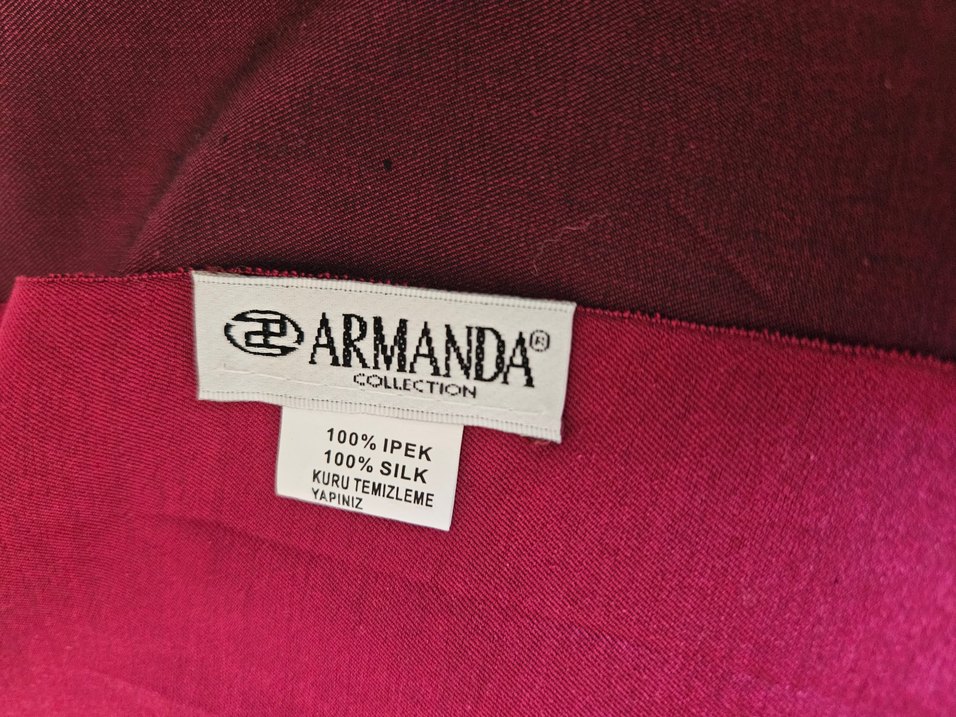 ARMANDA®
COLLECTION
100% IPEK
100% SILK
KURU TEMIZLEME
YAPINIZ